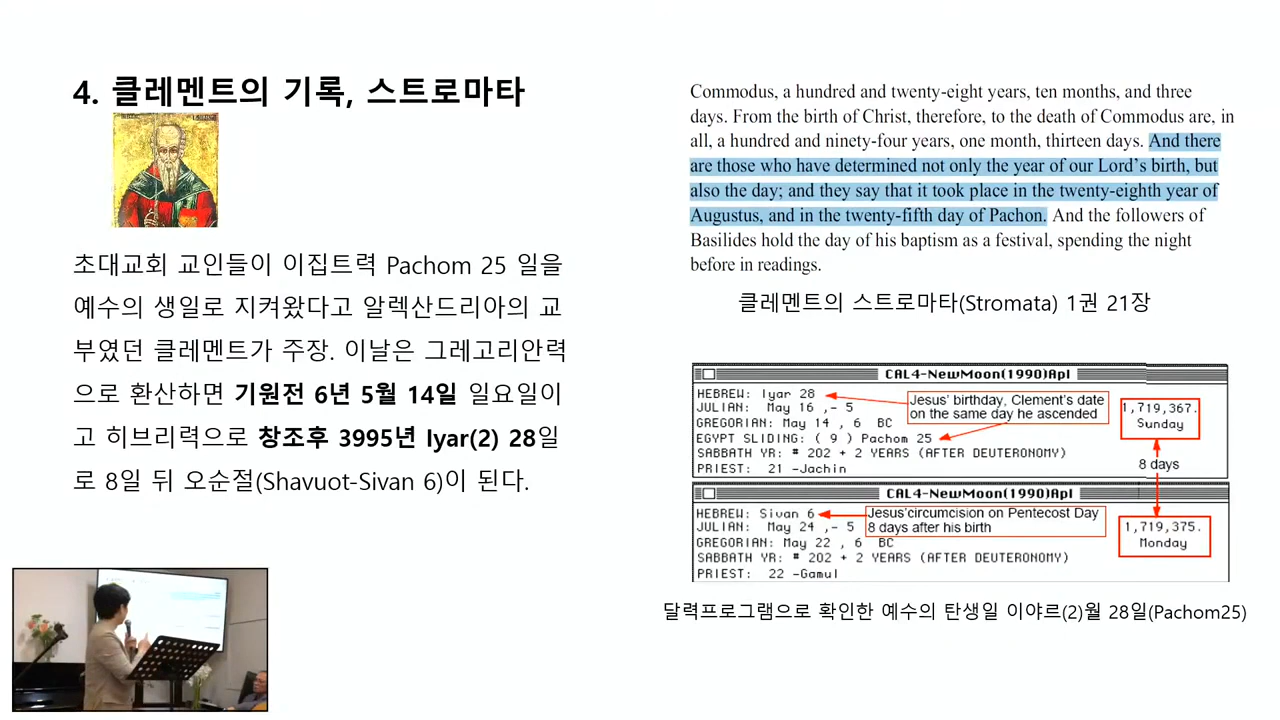 4. 클레멘트의 기록, 스트로마타
초대교회 교인들이 이집트력 Pachom 25 일을
예수의 생일로 지켜왔다고 알렉산드리아의 교
부였던 클레멘트가 주장. 이날은 그레고리안력
으로 환산하면 기원전 6년 5월 14일 일요일이
고 히브리력으로 창조후 3995년 Iyar(2) 28일
로 8일 뒤 오순절(Shavuot-Sivan 6)이 된다.
Commodus, a hundred and twenty-eight years, ten months, and three
days. From the birth of Christ, therefore, to the death of Commodus are, in
all, a hundred and ninety-four years, one month, thirteen days. And there
are those who have determined not only the year of our Lord’s birth, but
also the day; and they say that it took place in the twenty-eighth year of
Augustus, and in the twenty-fifth day of Pachon. And the followers of
Basilides hold the day of his baptism as a festival, spending the night
before in readings.
클레멘트의 스트로마타(Stromata) 1권 21장
CAL4-NewMoon(1990)Apl
HEBREW: Iyar 28
JULIAN: May 16 ,- 5
GREGORIAN: May 14 , 6 BC
EGYPT SLIDING: ( 9 ) Pachom 25
SABBATH YR: # 202 + 2 YEARS (AFTER DEUTERONOMY)
PRIEST: 21 -Jachin
Jesus' birthday, Clement's date
on the same day he ascended
1,719,367.
Sunday
8 days
CAL4-NewMoon(1990)Apl
HEBREW: Sivan 6
JULIAN: May 24 ,- 5
GREGORIAN: May 22 , 6 BC
SABBATH YR: # 202 + 2 YEARS (AFTER DEUTERONOMY)
PRIEST: 22 -Gamul
Jesus'circumcision on Pentecost Day
8 days after his birth
1,719,375.
Monday
달력프로그램으로 확인한 예수의 탄생일 이야르(2)월 28일(Pachom25)